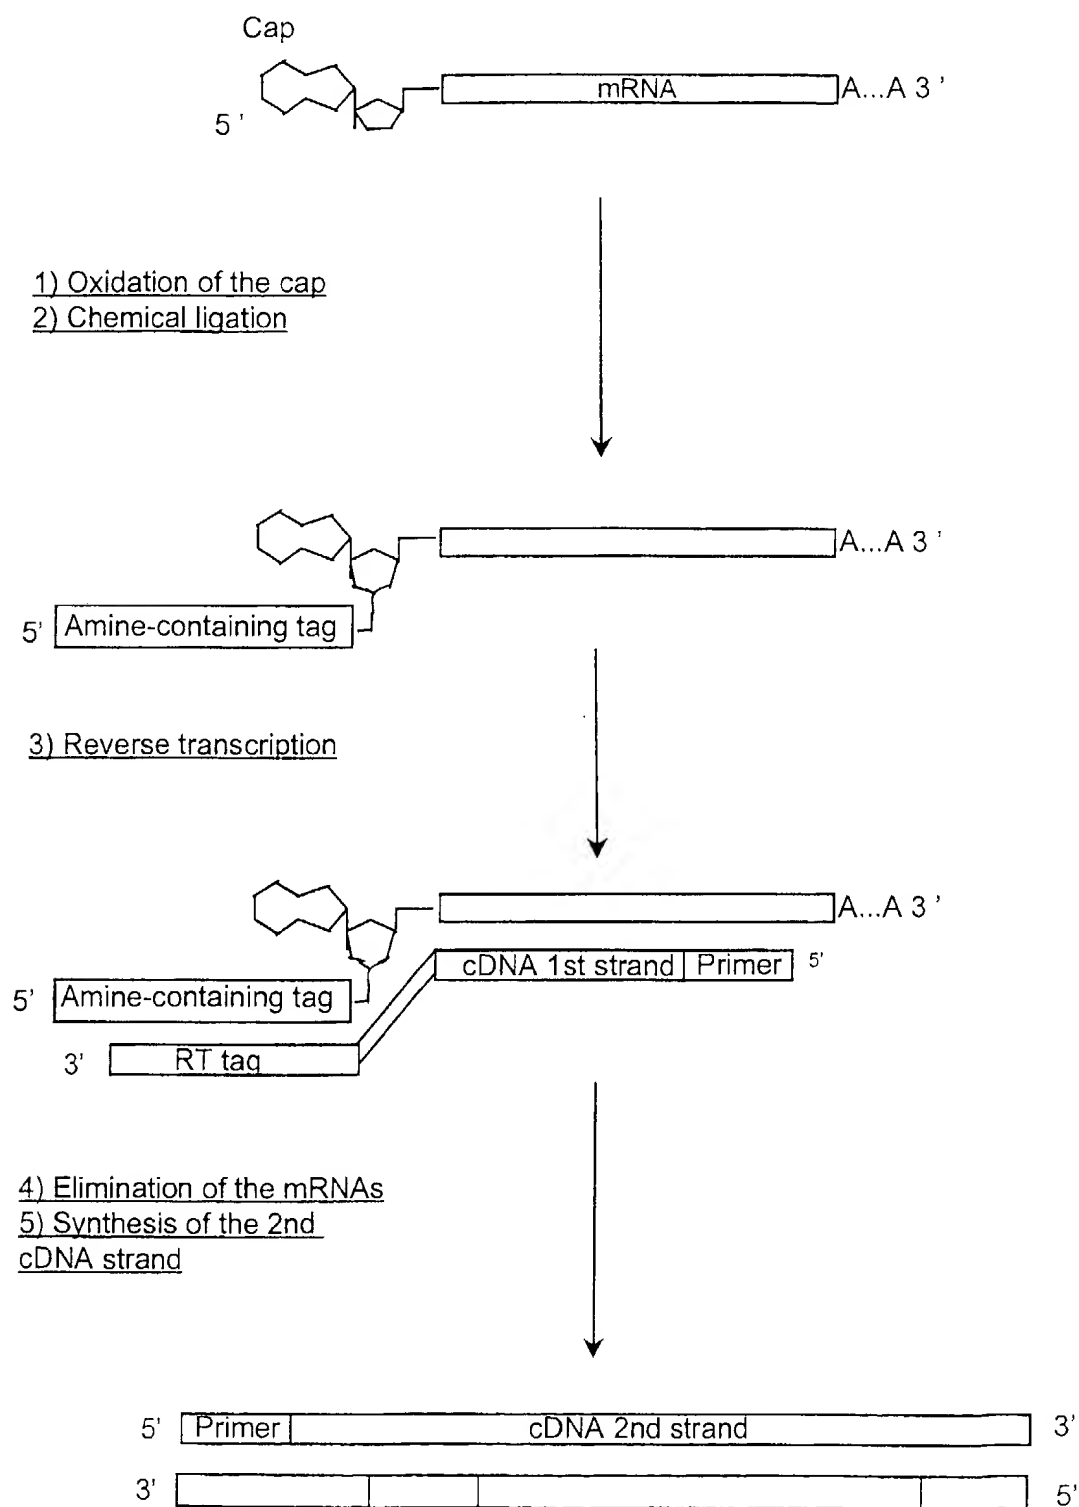 Cap
mRNA
A...A 3 '
5 '
1) Oxidation of the cap
2) Chemical ligation
A...A 3 '
5' Amine-containing tag
3) Reverse transcription
A...A 3 '
cDNA 1st strand Primer 5'
5' Amine-containing tag
3' RT tag
4) Elimination of the mRNAs
5) Synthesis of the 2nd
cDNA strand
5' Primer cDNA 2nd strand 3'
3' 5'